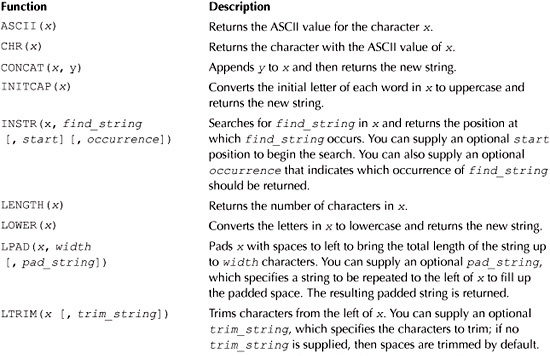 Function Description
ASCII(x) Returns the ASCII value for the character x.
CHR(x) Returns the character with the ASCII value of x.
CONCAT(x, y) Appends y to x and then returns the new string.
INITCAP(x) Converts the initial letter of each word in x to uppercase and
returns the new string.
INSTR(x, find_string Searches for find_string in x and returns the position at
[, start] [, occurrence]) which find_string occurs. You can supply an optional start
position to begin the search. You can also supply an optional
occurrence that indicates which occurrence of find_string
should be returned.
LENGTH(x) Returns the number of characters in x.
LOWER(x) Converts the letters in x to lowercase and returns the new string.
LPAD(x, width Pads x with spaces to left to bring the total length of the string up
[, pad_string]) to width characters. You can supply an optional pad_string,
which specifies a string to be repeated to the left of x to fill up
the padded space. The resulting padded string is returned.
LTRIM(x [, trim_string]) Trims characters from the left of x. You can supply an optional
trim_string, which specifies the characters to trim; if no
trim_string is supplied, then spaces are trimmed by default.